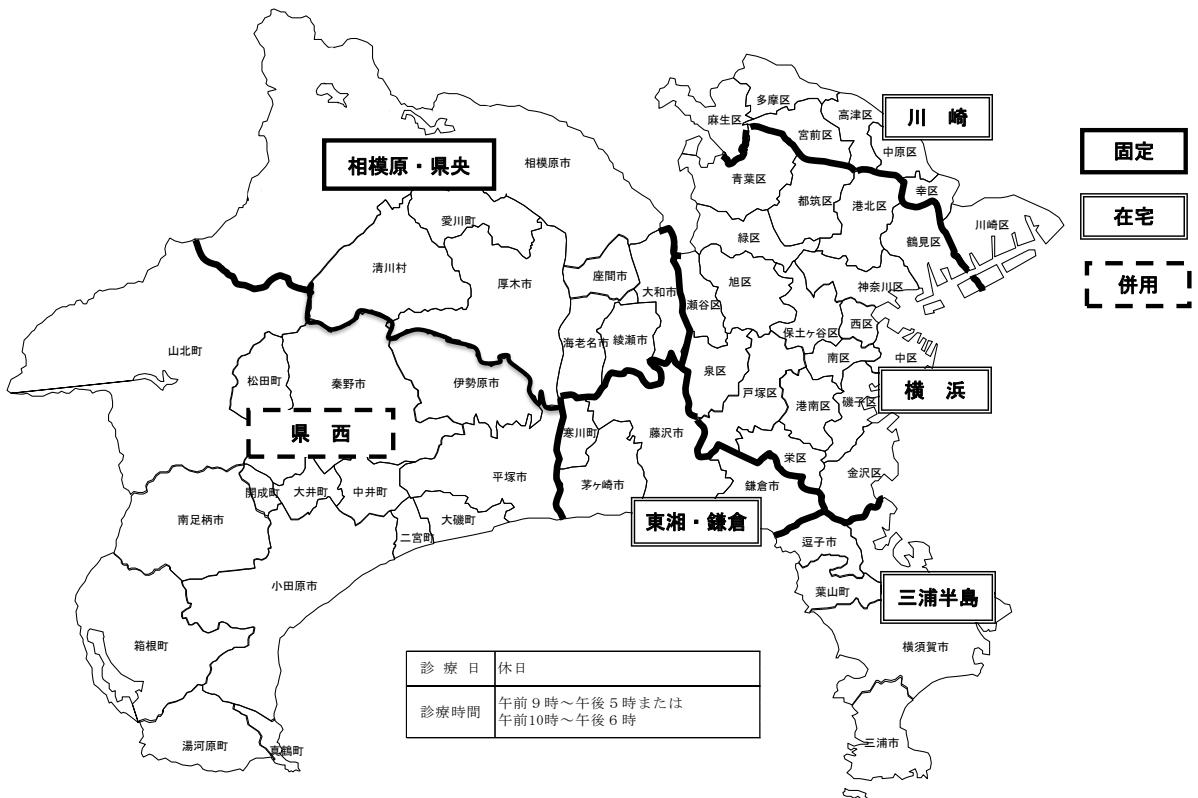 多摩区
高津区
麻生区
川　崎
宮前区
固定
中原区
相模原・県央
相模原市
青葉区
幸区
都筑区
港北区
在宅
愛川町
川崎区
緑区
鶴見区
清川村
座間市
厚木市
旭区
神奈川区
併用
大和市
瀬谷区
西区
保土ヶ谷区
海老名市
綾瀬市
山北町
南区
中区
泉区
松田町
秦野市
伊勢原市
戸塚区
横　浜
港南区
磯子区
県　西
寒川町
藤沢市
栄区
金沢区
平塚市
茅ヶ崎市
鎌倉市
開成町
大井町
中井町
南足柄市
大磯町
東湘・鎌倉
二宮町
逗子市
小田原市
葉山町
三浦半島
箱根町
横須賀市
診 療 日
休日
診療時間
午前９時～午後５時または
午前10時～午後６時
湯河原町
真鶴町
三浦市